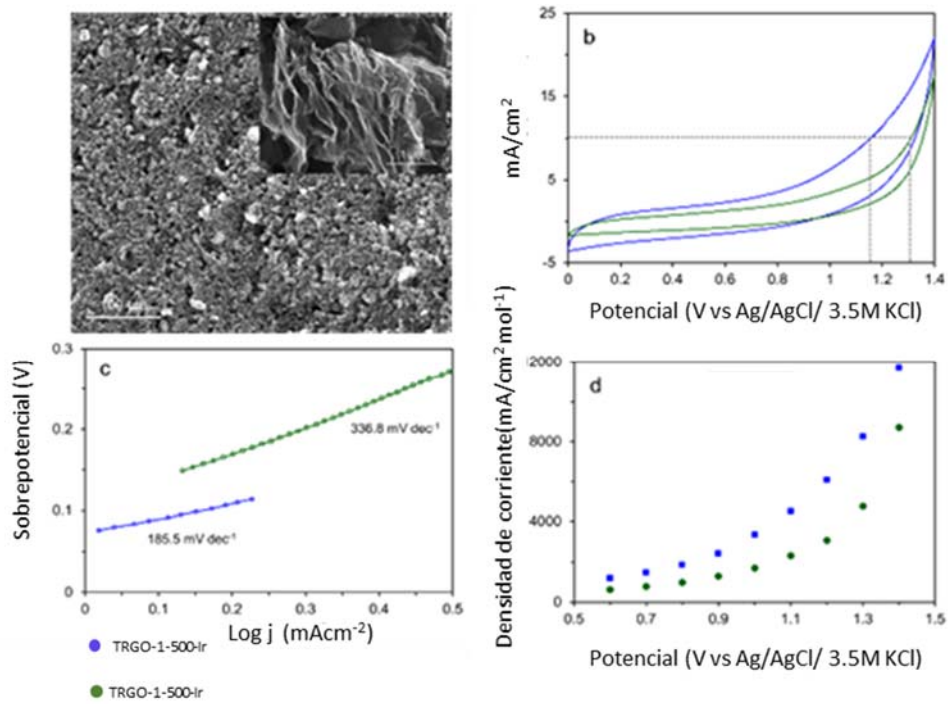 a
b
25
15
5
-5
mA/cm²
0
0.2
0.4
0.6
0.8
1
1.2
1.4
Potencial (V vs Ag/AgCl/ 3.5M KCl)
c
0.3
0.2
0.1
0
Sobrepotencial (V)
336.8 mV dec⁻¹
185.5 mV dec⁻¹
0
0.1
0.2
0.3
0.4
0.5
Log j (mAcm⁻²)
TRGO-1-500-Ir
TRGO-1-500-Ir
d
2000
8000
4000
0
Densidad de corriente(mA/cm² mol⁻¹)
0.5
0.7
0.9
1.1
1.3
1.5
Potencial (V vs Ag/AgCl/ 3.5M KCl)